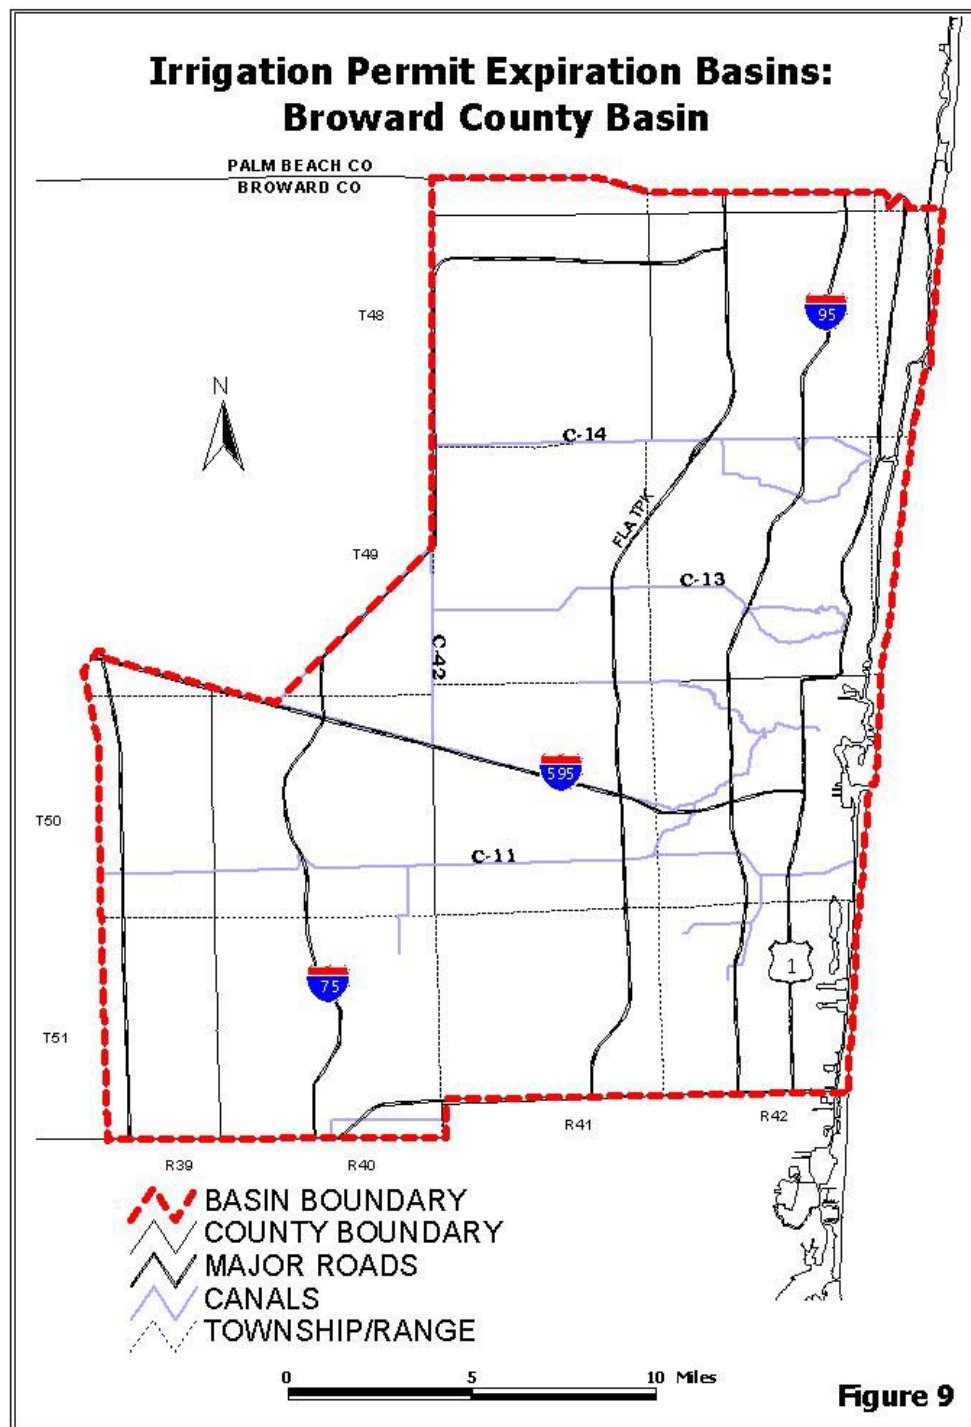 Irrigation Permit Expiration Basins:
Broward County Basin
PALM BEACH CO
BROWARD CO
T48
95
N
C-14
FLA TPK
T49
C-13
C-42
595
T50
C-11
1
75
T51
R41
R42
R39
R40
BASIN BOUNDARY
COUNTY BOUNDARY
MAJOR ROADS
CANALS
TOWNSHIP/RANGE
0 5 10 Miles
Figure 9